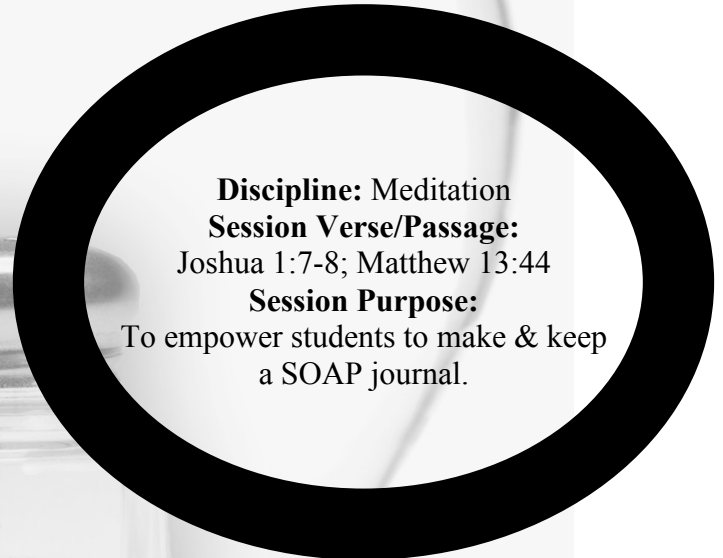 Discipline: Meditation
Session Verse/Passage:
Joshua 1:7-8; Matthew 13:44
Session Purpose:
To empower students to make & keep
a SOAP journal.